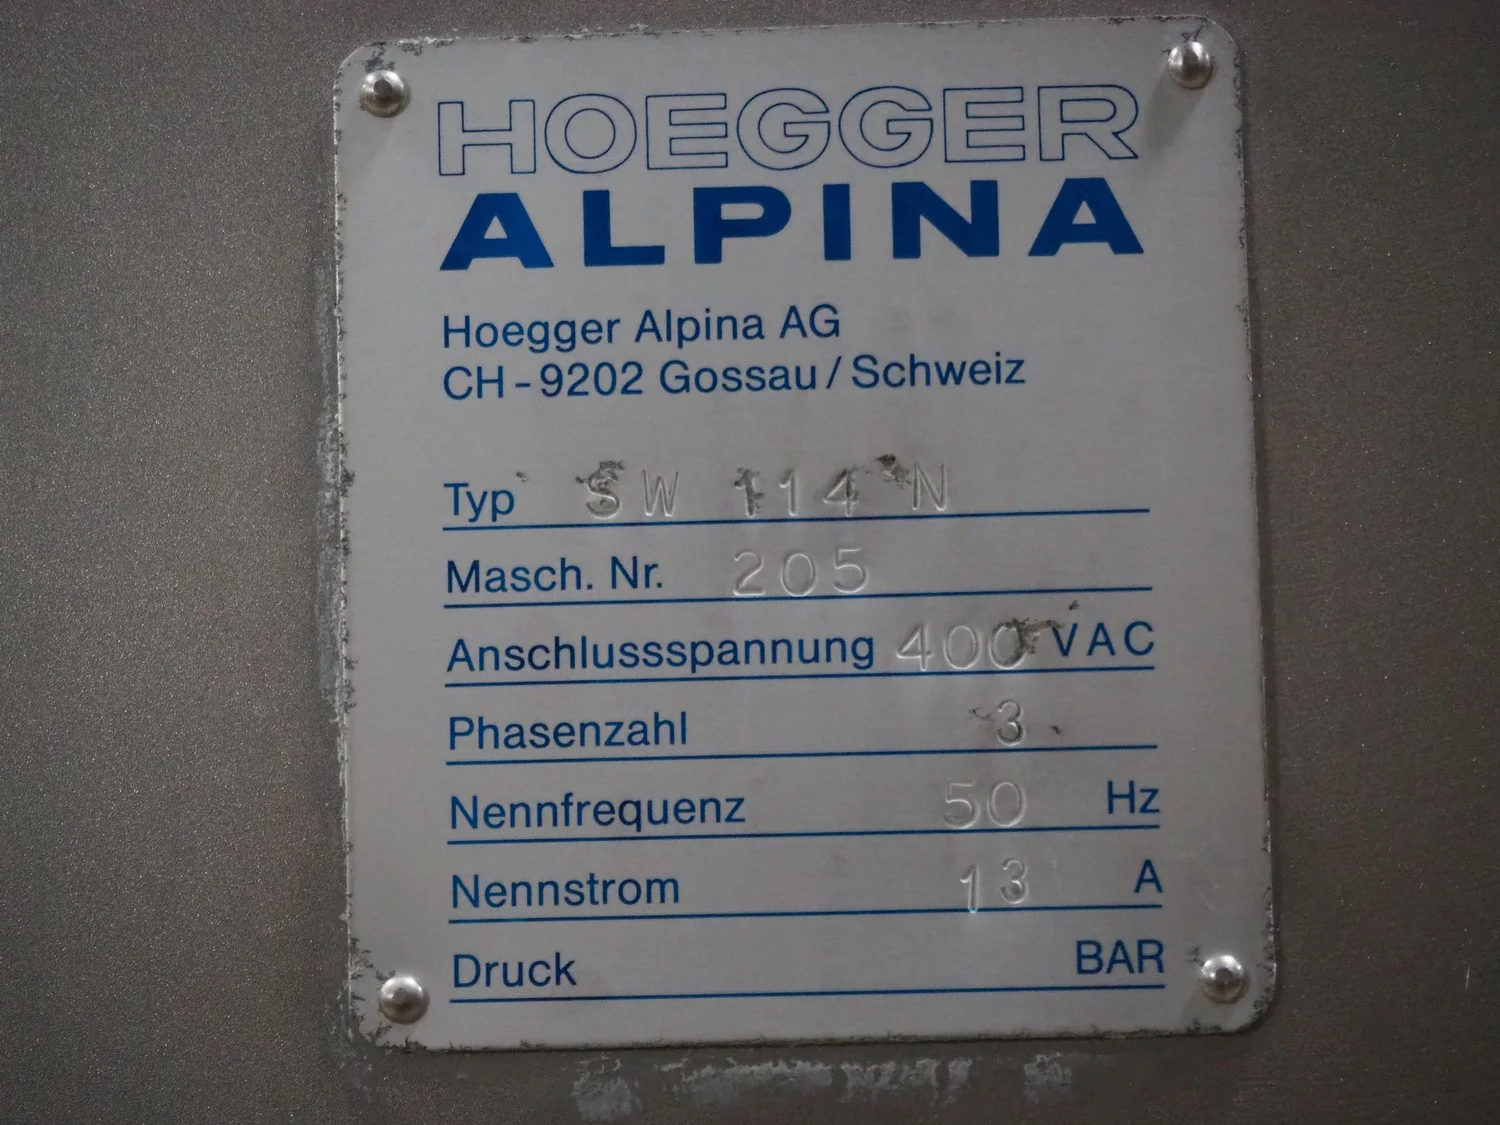 HOEGGER
ALPINA
Hoegger Alpina AG
CH-9202 Gossau/Schweiz
Typ SW 114 N
Masch. Nr. 205
Anschlussspannung 400 VAC
Phasenzahl 3
Nennfrequenz 50 Hz
Nennstrom 13 A
Druck BAR